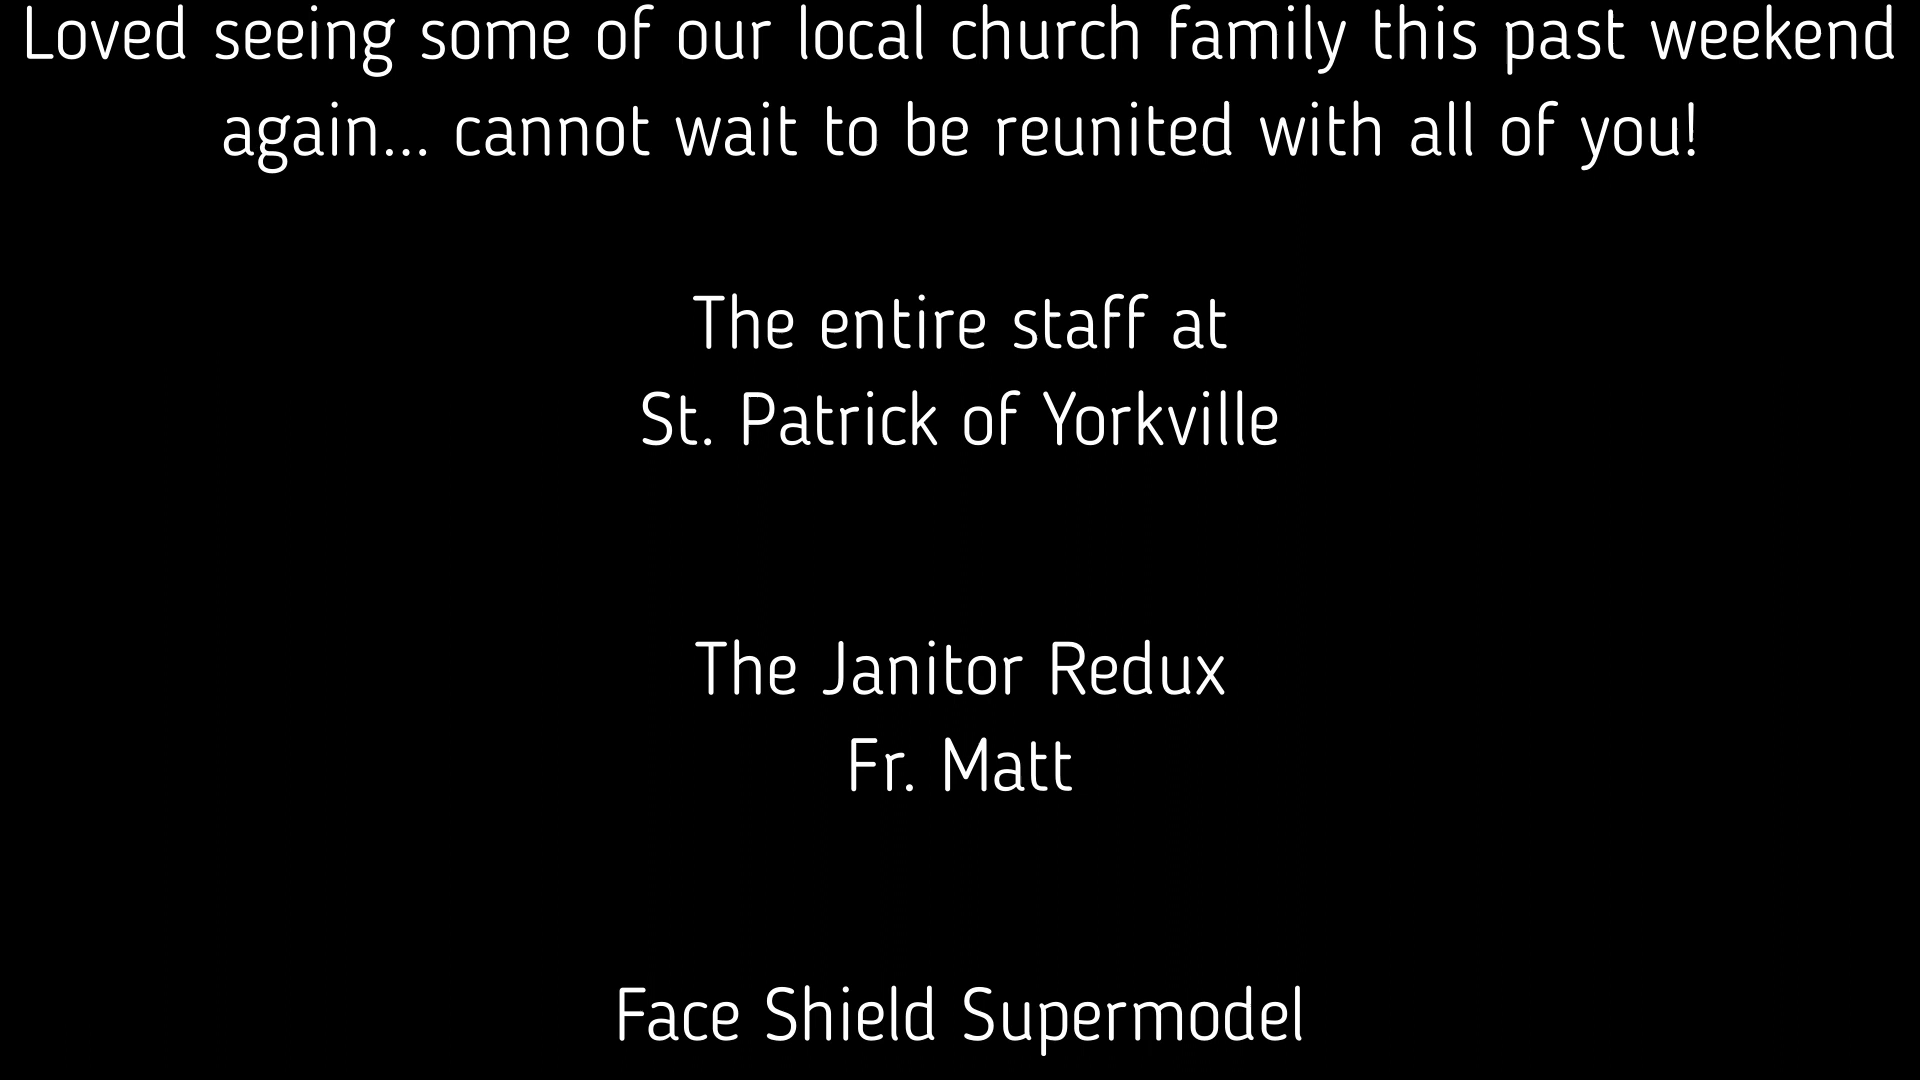 Loved seeing some of our local church family this past weekend
again... cannot wait to be reunited with all of you!
The entire staff at
St. Patrick of Yorkville
The Janitor Redux
Fr. Matt
Face Shield Supermodel